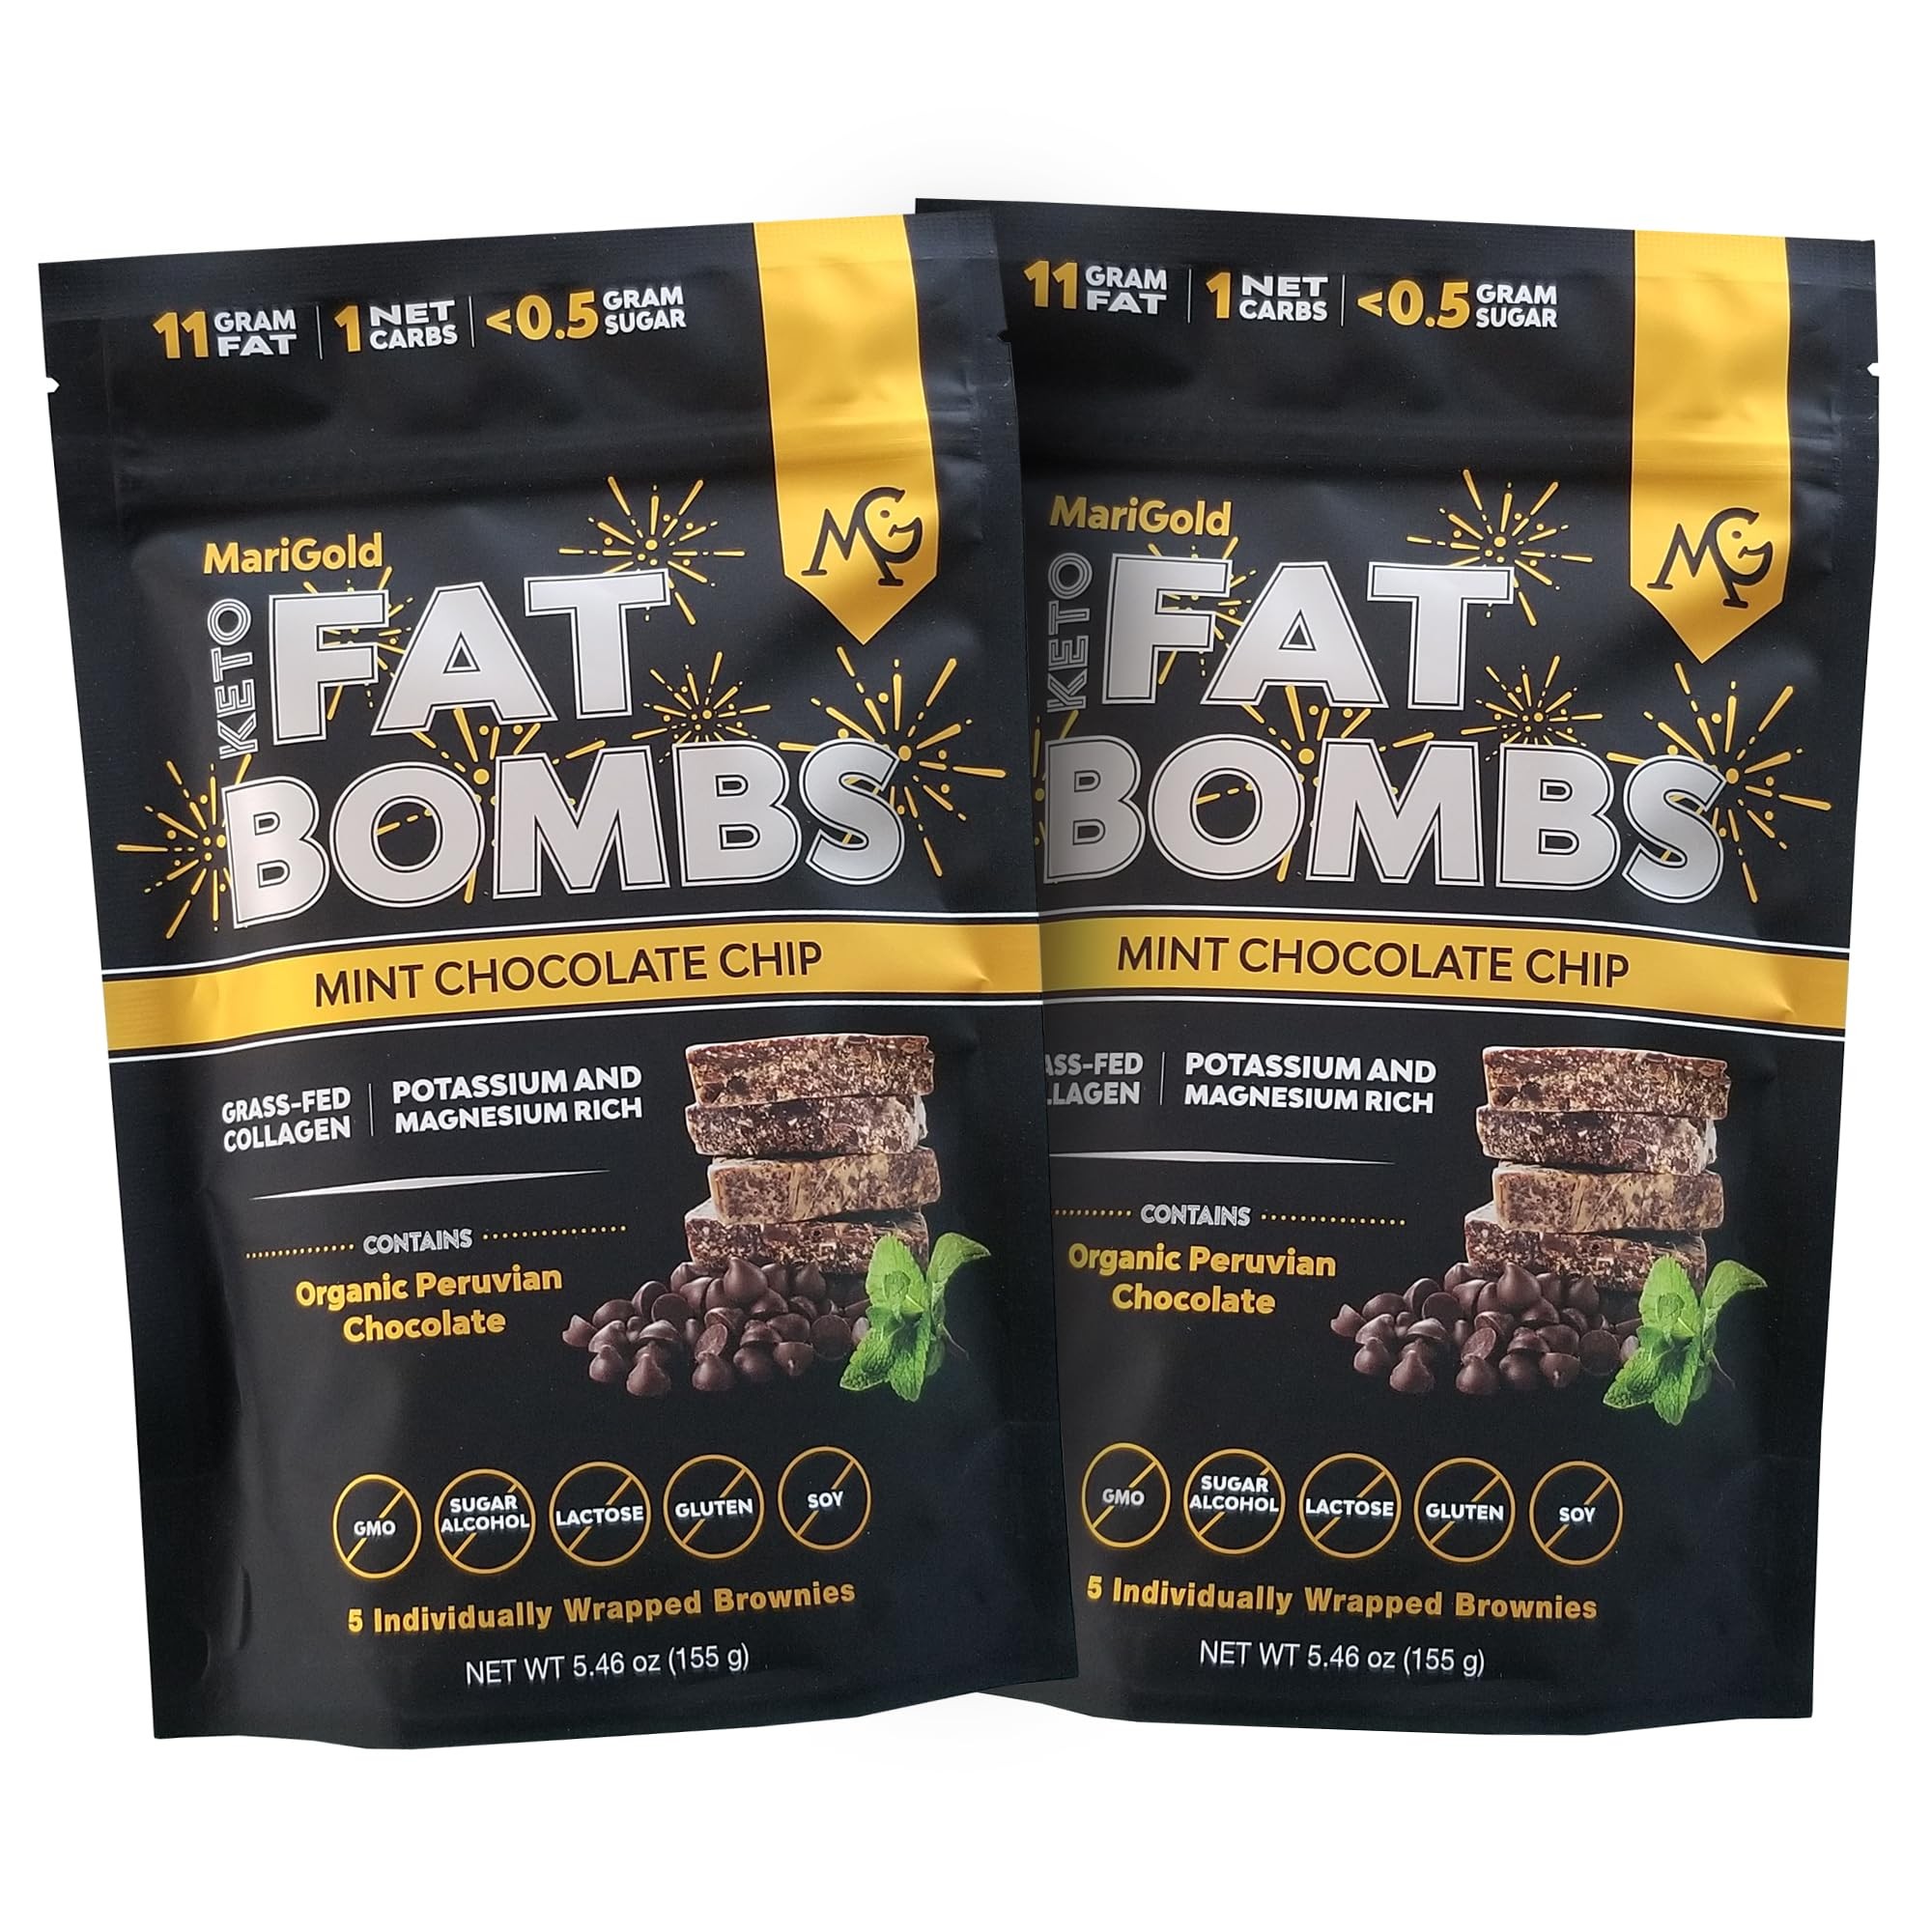 11 GRAM FAT | 1 NET CARBS | <0.5 GRAM SUGAR
MG
MariGold
KETO
FAT
BOMBS
MINT CHOCOLATE CHIP
GRASS-FED
COLLAGEN
POTASSIUM AND
MAGNESIUM RICH
CONTAINS
Organic Peruvian
Chocolate
GMO
SUGAR
ALCOHOL
LACTOSE
GLUTEN
SOY
5 Individually Wrapped Brownies
NET WT 5.46 oz (155 g)
11 GRAM FAT | 1 NET CARBS | <0.5 GRAM SUGAR
MG
MariGold
KETO
FAT
BOMBS
MINT CHOCOLATE CHIP
ASS-FED
LAGEN
POTASSIUM AND
MAGNESIUM RICH
CONTAINS
Organic Peruvian
Chocolate
GMO
SUGAR
ALCOHOL
LACTOSE
GLUTEN
SOY
5 Individually Wrapped Brownies
NET WT 5.46 oz (155 g)